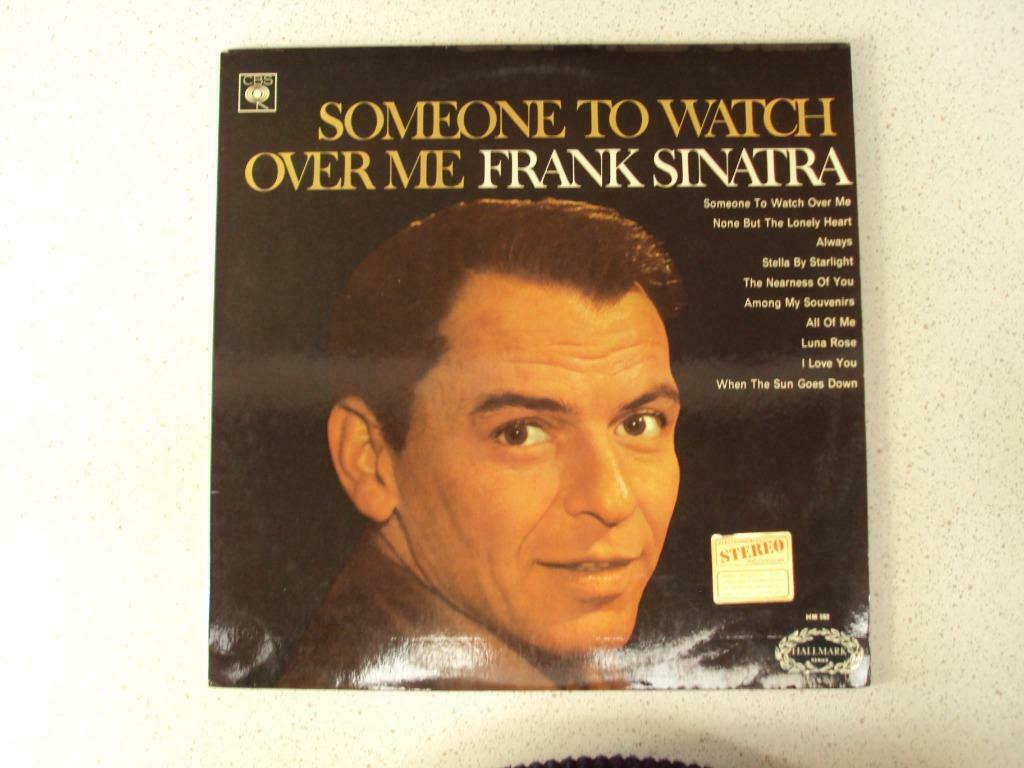 CBS
SOMEONE TO WATCH
OVER ME FRANK SINATRA
Someone To Watch Over Me
None But The Lonely Heart
Always
Stella By Starlight
The Nearness Of You
Among My Souvenirs
All Of Me
Luna Rose
I Love You
When The Sun Goes Down
STEREO
HM
HALLMARK
SERIES